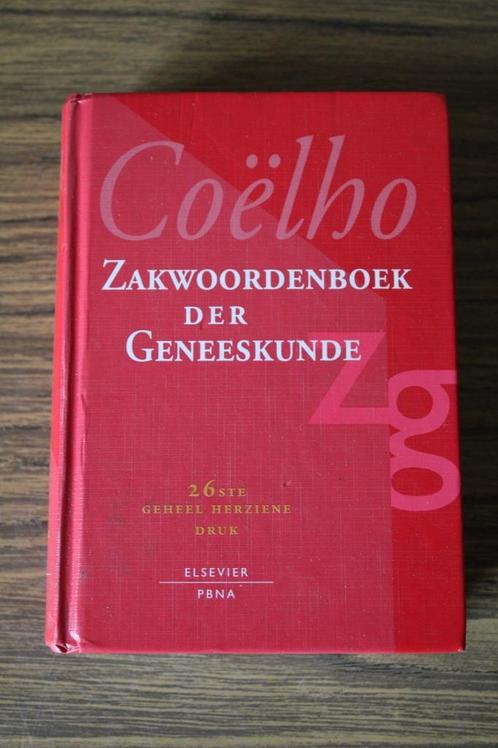 Coëlho
ZAKWOORDENBOEK
DER
GENEESKUNDE
Zg
26STE
GEHEEL HERZIENE
DRUK
ELSEVIER
PBNA